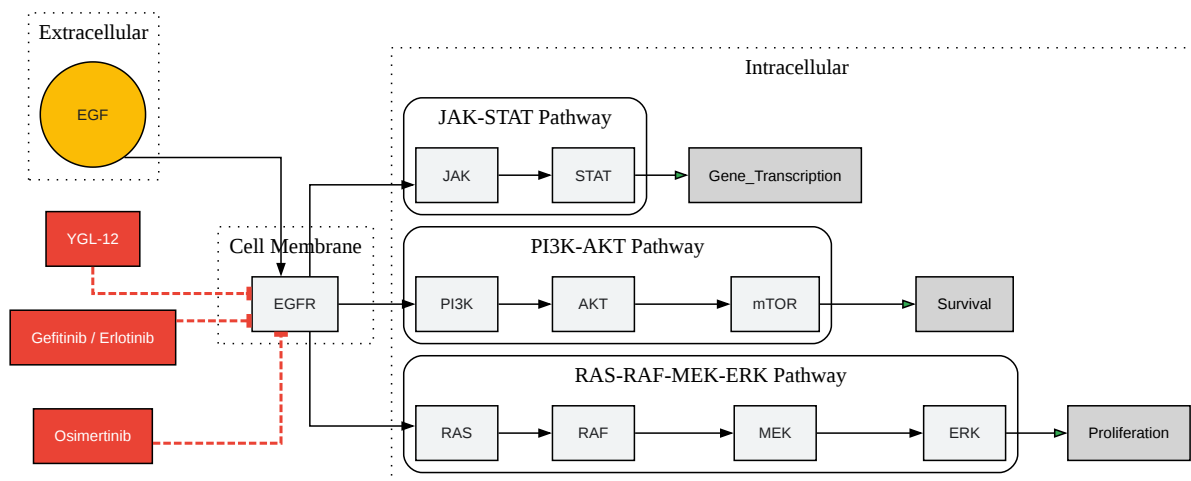 Extracellular
EGF
YGL-12
Gefitinib / Erlotinib
Osimertinib
Cell Membrane
EGFR
Intracellular
JAK-STAT Pathway
JAK
STAT
Gene_Transcription
PI3K-AKT Pathway
PI3K
AKT
mTOR
Survival
RAS-RAF-MEK-ERK Pathway
RAS
RAF
MEK
ERK
Proliferation